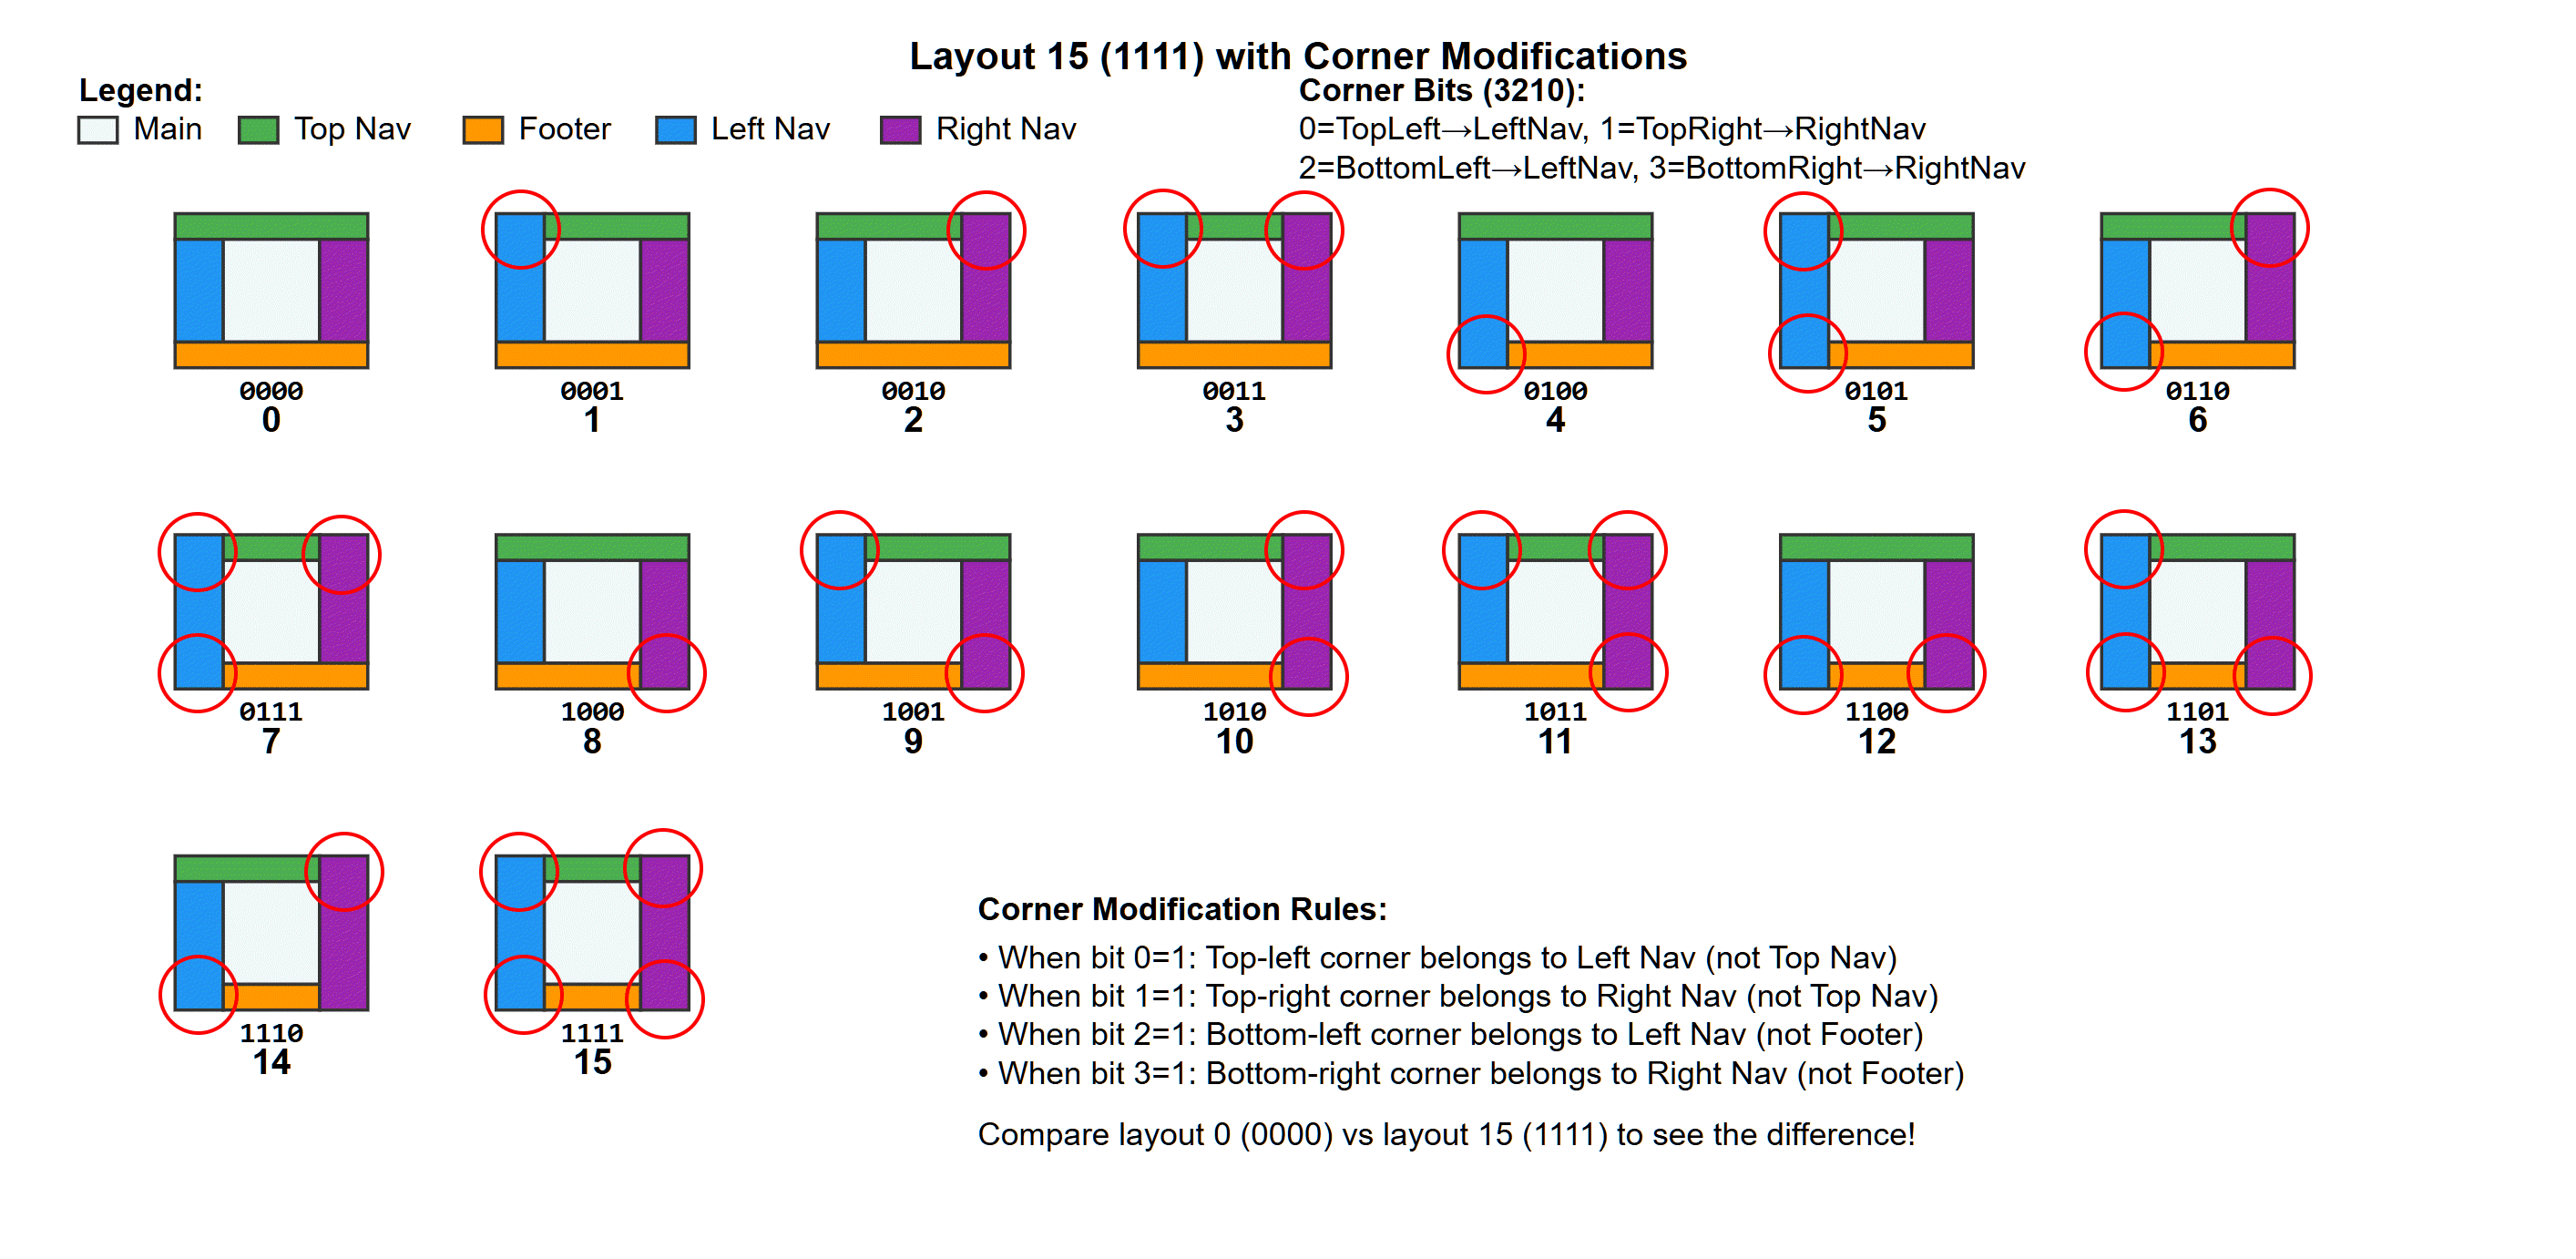 Layout 15 (1111) with Corner Modifications
Legend:
Main Top Nav Footer Left Nav Right Nav
Corner Bits (3210):
0=TopLeft→LeftNav, 1=TopRight→RightNav
2=BottomLeft→LeftNav, 3=BottomRight→RightNav
0000 0001 0010 0011 0100 0101 0110
0 1 2 3 4 5 6
0111 1000 1001 1010 1011 1100 1101
7 8 9 10 11 12 13
1110 1111
14 15
Corner Modification Rules:
• When bit 0=1: Top-left corner belongs to Left Nav (not Top Nav)
• When bit 1=1: Top-right corner belongs to Right Nav (not Top Nav)
• When bit 2=1: Bottom-left corner belongs to Left Nav (not Footer)
• When bit 3=1: Bottom-right corner belongs to Right Nav (not Footer)
Compare layout 0 (0000) vs layout 15 (1111) to see the difference!